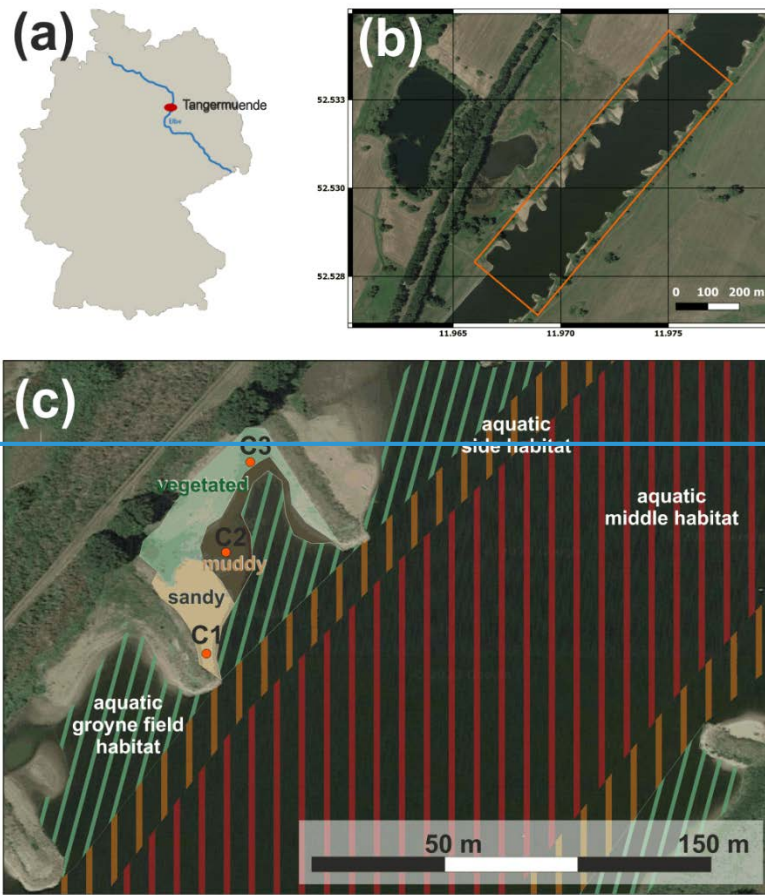 (a)
Tangermuende
Elbe
(b)
52.533
52.530
52.528
0 100 200 m
11.965 11.970 11.975
(c)
C3
vegetated
C2
muddy
sandy
C1
aquatic
side habitat
aquatic
middle habitat
aquatic
groyne field
habitat
50 m 150 m